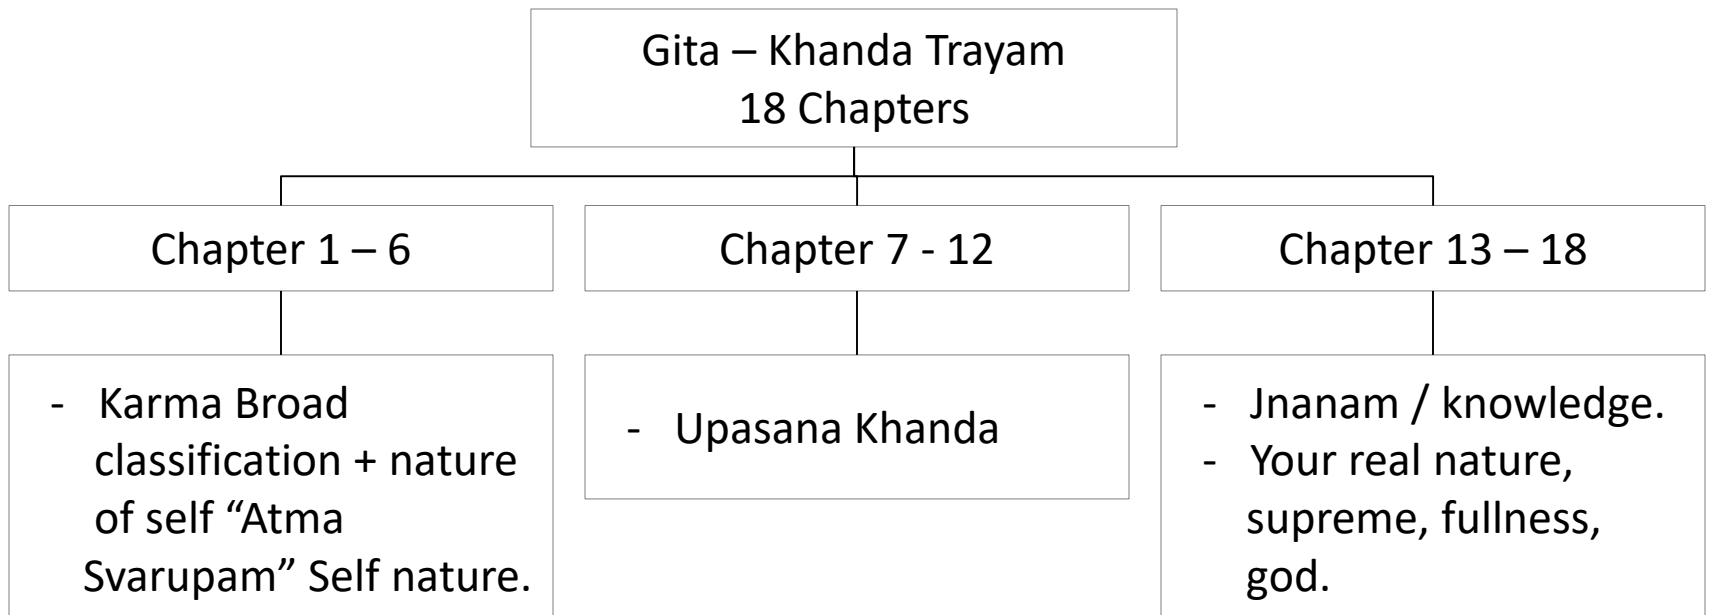 Gita – Khanda Trayam
18 Chapters
Chapter 1 – 6
Chapter 7 - 12
Chapter 13 – 18
- Karma Broad
classification + nature
of self “Atma
Svarupam” Self nature.
- Upasana Khanda
- Jnanam / knowledge.
- Your real nature,
supreme, fullness,
god.